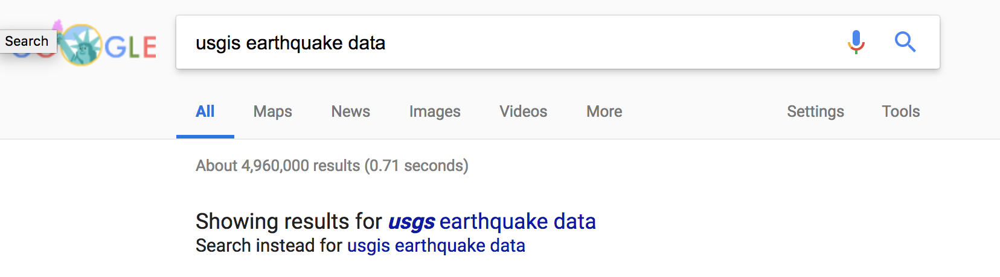 Search
GLE
usgis earthquake data
All Maps News Images Videos More Settings Tools
About 4,960,000 results (0.71 seconds)
Showing results for usgs earthquake data
Search instead for usgis earthquake data